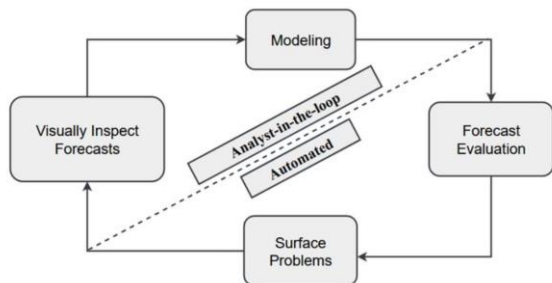 Modeling
Analyst-in-the-loop
Automated
Visually Inspect
Forecasts
Forecast
Evaluation
Surface
Problems